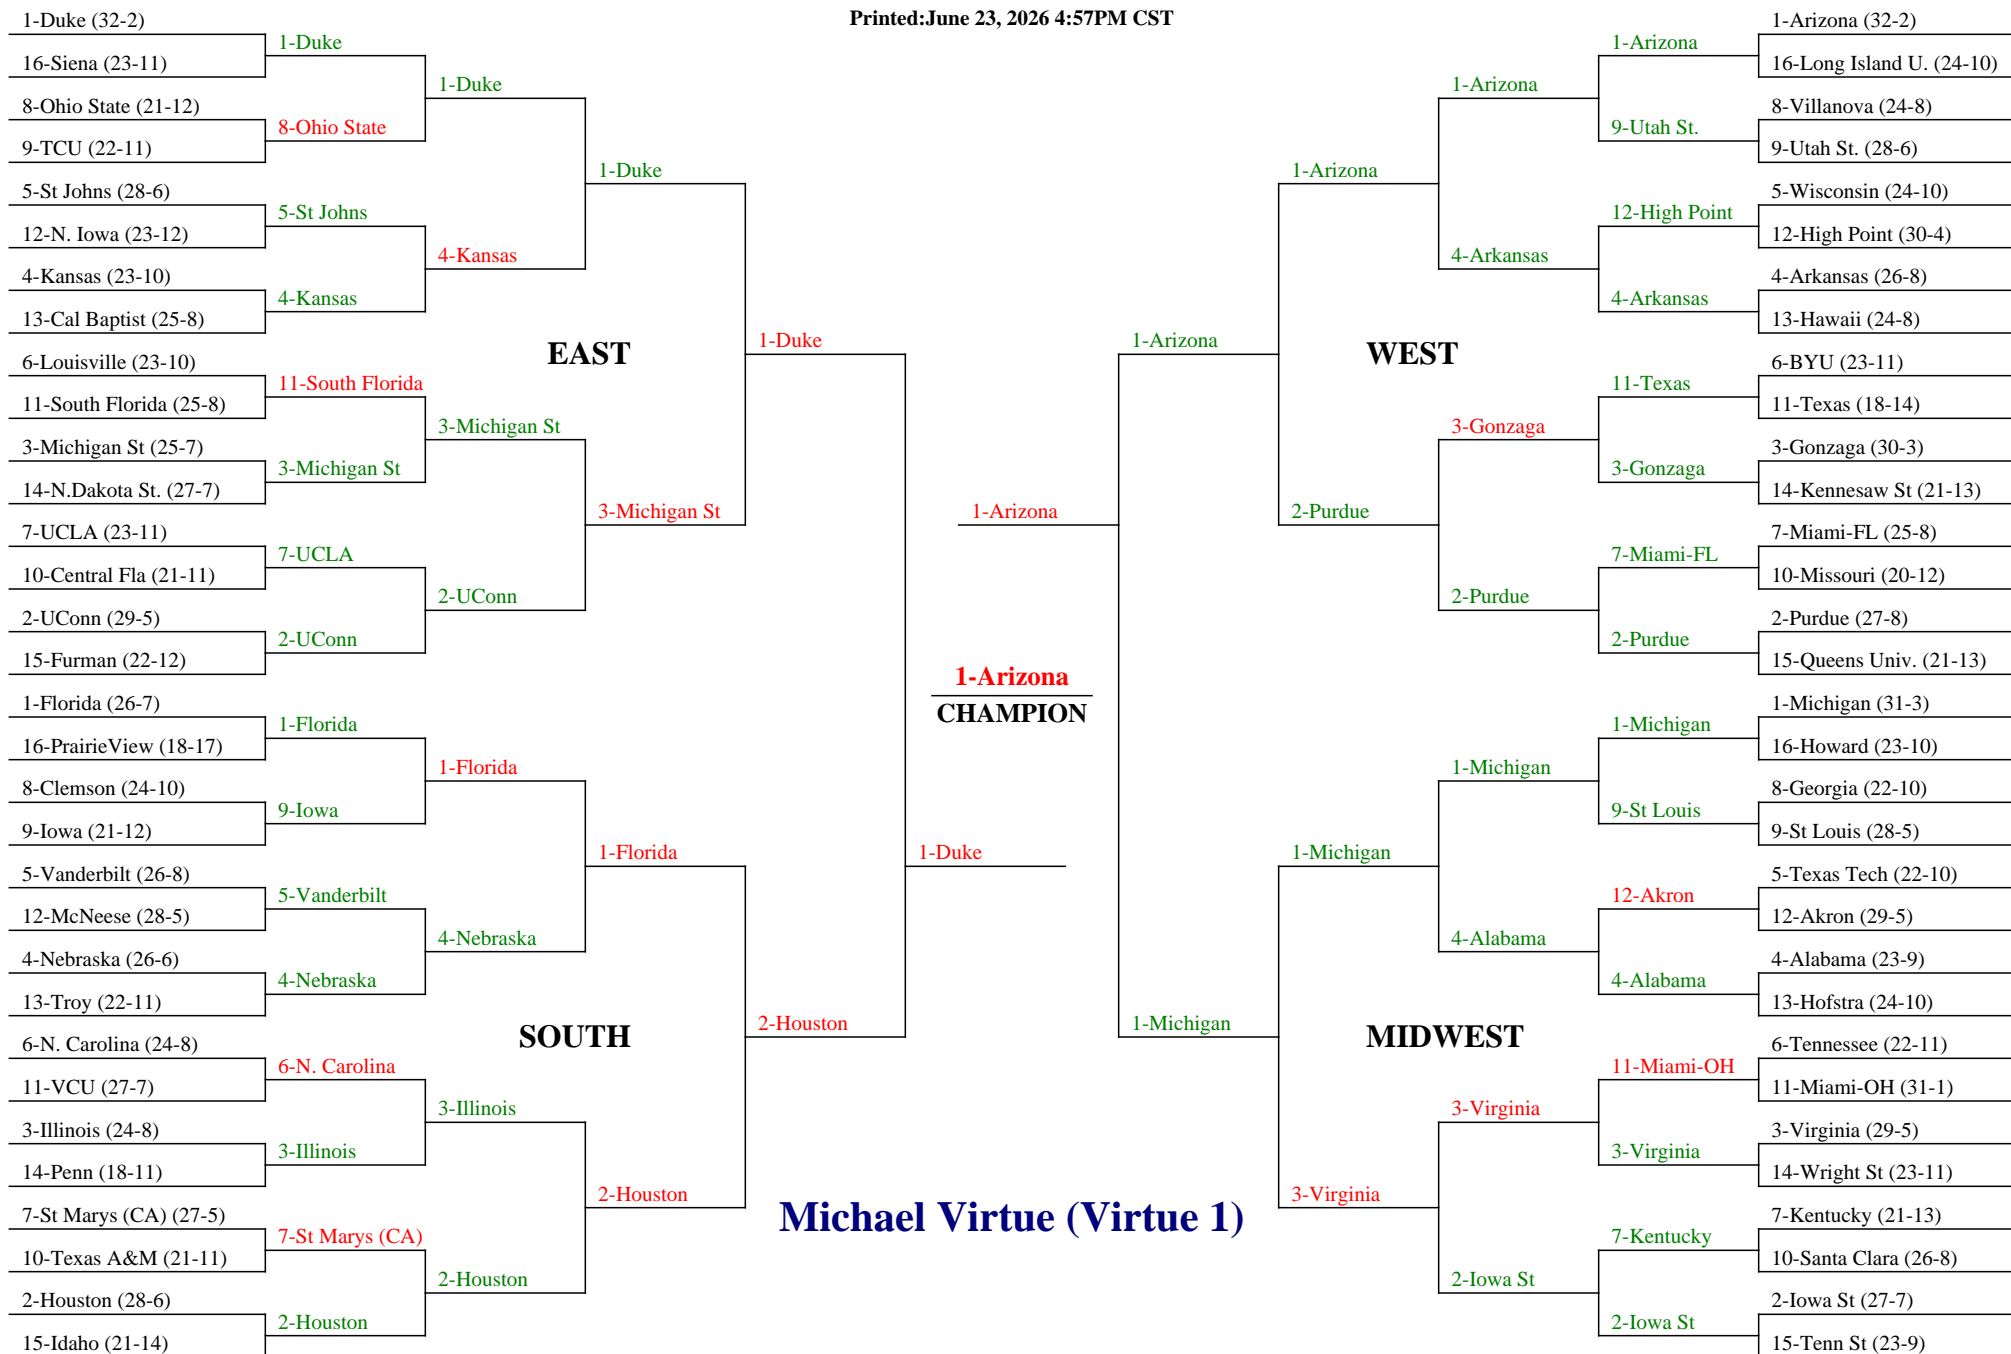 Printed:June 23, 2026 4:57PM CST
1-Duke (32-2)
16-Siena (23-11)
8-Ohio State (21-12)
9-TCU (22-11)
5-St Johns (28-6)
12-N. Iowa (23-12)
4-Kansas (23-10)
13-Cal Baptist (25-8)
6-Louisville (23-10)
11-South Florida (25-8)
3-Michigan St (25-7)
14-N.Dakota St. (27-7)
7-UCLA (23-11)
10-Central Fla (21-11)
2-UConn (29-5)
15-Furman (22-12)
1-Florida (26-7)
16-PrairieView (18-17)
8-Clemson (24-10)
9-Iowa (21-12)
5-Vanderbilt (26-8)
12-McNeese (28-5)
4-Nebraska (26-6)
13-Troy (22-11)
6-N. Carolina (24-8)
11-VCU (27-7)
3-Illinois (24-8)
14-Penn (18-11)
7-St Marys (CA) (27-5)
10-Texas A&M (21-11)
2-Houston (28-6)
15-Idaho (21-14)
1-Duke
8-Ohio State
5-St Johns
4-Kansas
11-South Florida
3-Michigan St
7-UCLA
2-UConn
1-Florida
9-Iowa
5-Vanderbilt
4-Nebraska
6-N. Carolina
3-Illinois
7-St Marys (CA)
2-Houston
1-Duke
4-Kansas
3-Michigan St
2-UConn
1-Florida
4-Nebraska
3-Illinois
2-Houston
1-Duke
EAST
3-Michigan St
1-Florida
SOUTH
2-Houston
1-Duke
2-Houston
1-Duke
1-Arizona
1-Arizona
CHAMPION
Michael Virtue (Virtue 1)
1-Arizona
1-Michigan
1-Arizona
WEST
2-Purdue
1-Michigan
MIDWEST
3-Virginia
1-Arizona
4-Arkansas
3-Gonzaga
2-Purdue
1-Michigan
4-Alabama
3-Virginia
2-Iowa St
1-Arizona
9-Utah St.
12-High Point
4-Arkansas
11-Texas
3-Gonzaga
7-Miami-FL
2-Purdue
1-Michigan
9-St Louis
12-Akron
4-Alabama
11-Miami-OH
3-Virginia
7-Kentucky
2-Iowa St
1-Arizona (32-2)
16-Long Island U. (24-10)
8-Villanova (24-8)
9-Utah St. (28-6)
5-Wisconsin (24-10)
12-High Point (30-4)
4-Arkansas (26-8)
13-Hawaii (24-8)
6-BYU (23-11)
11-Texas (18-14)
3-Gonzaga (30-3)
14-Kennesaw St (21-13)
7-Miami-FL (25-8)
10-Missouri (20-12)
2-Purdue (27-8)
15-Queens Univ. (21-13)
1-Michigan (31-3)
16-Howard (23-10)
8-Georgia (22-10)
9-St Louis (28-5)
5-Texas Tech (22-10)
12-Akron (29-5)
4-Alabama (23-9)
13-Hofstra (24-10)
6-Tennessee (22-11)
11-Miami-OH (31-1)
3-Virginia (29-5)
14-Wright St (23-11)
7-Kentucky (21-13)
10-Santa Clara (26-8)
2-Iowa St (27-7)
15-Tenn St (23-9)